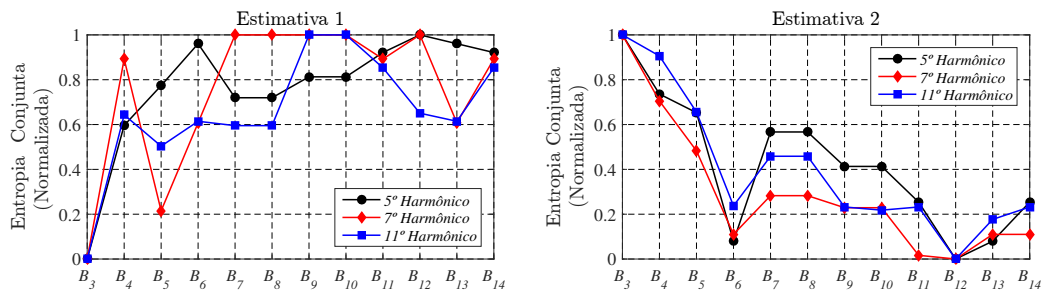 Estimativa 1
Entropia Conjunta
(Normalizada)
1
0.8
0.6
0.4
0.2
0
5º Harmônico
7º Harmônico
11º Harmônico
B3 B4 B5 B6 B7 B8 B9 B10 B11 B12 B13 B14
Estimativa 2
Entropia Conjunta
(Normalizada)
1
0.8
0.6
0.4
0.2
0
5º Harmônico
7º Harmônico
11º Harmônico
B3 B4 B5 B6 B7 B8 B9 B10 B11 B12 B13 B14